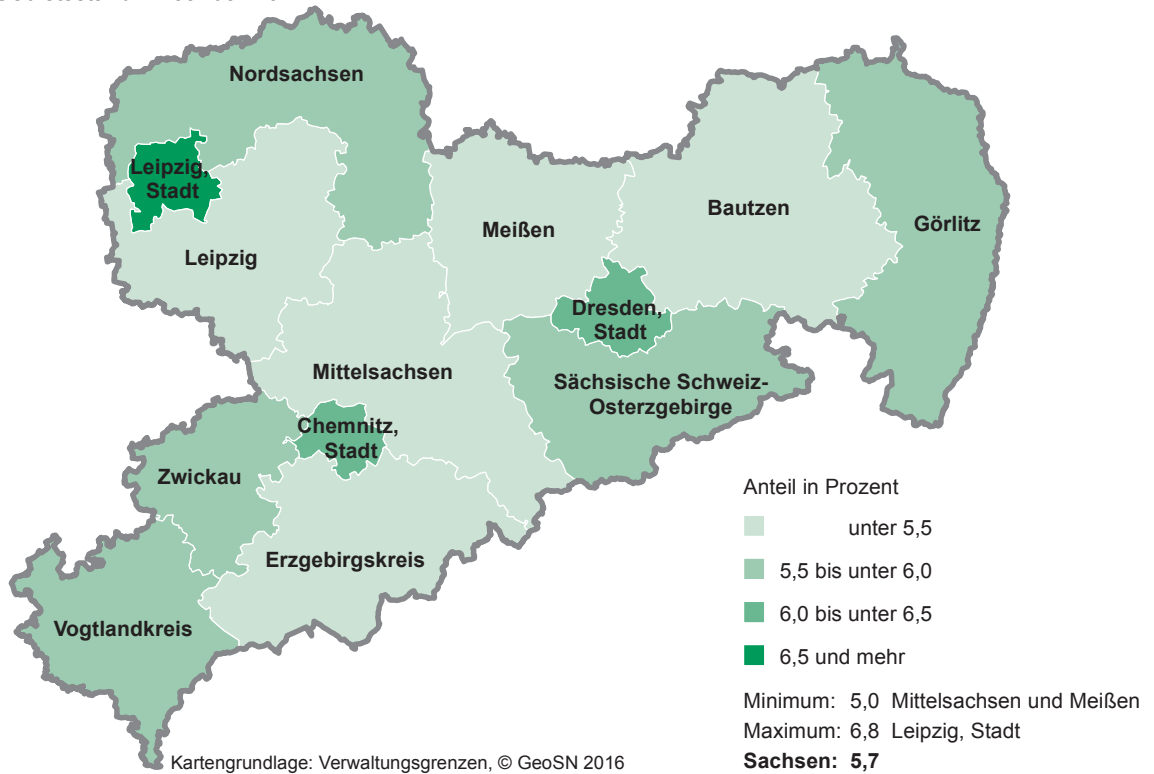 Nordsachsen
Leipzig,
Stadt
Leipzig
Meißen
Bautzen
Görlitz
Dresden,
Stadt
Mittelsachsen
Sächsische Schweiz-
Osterzgebirge
Chemnitz,
Stadt
Zwickau
Erzgebirgskreis
Vogtlandkreis
Anteil in Prozent
unter 5,5
5,5 bis unter 6,0
6,0 bis unter 6,5
6,5 und mehr
Minimum: 5,0 Mittelsachsen und Meißen
Maximum: 6,8 Leipzig, Stadt
Sachsen: 5,7
Kartengrundlage: Verwaltungsgrenzen, © GeoSN 2016